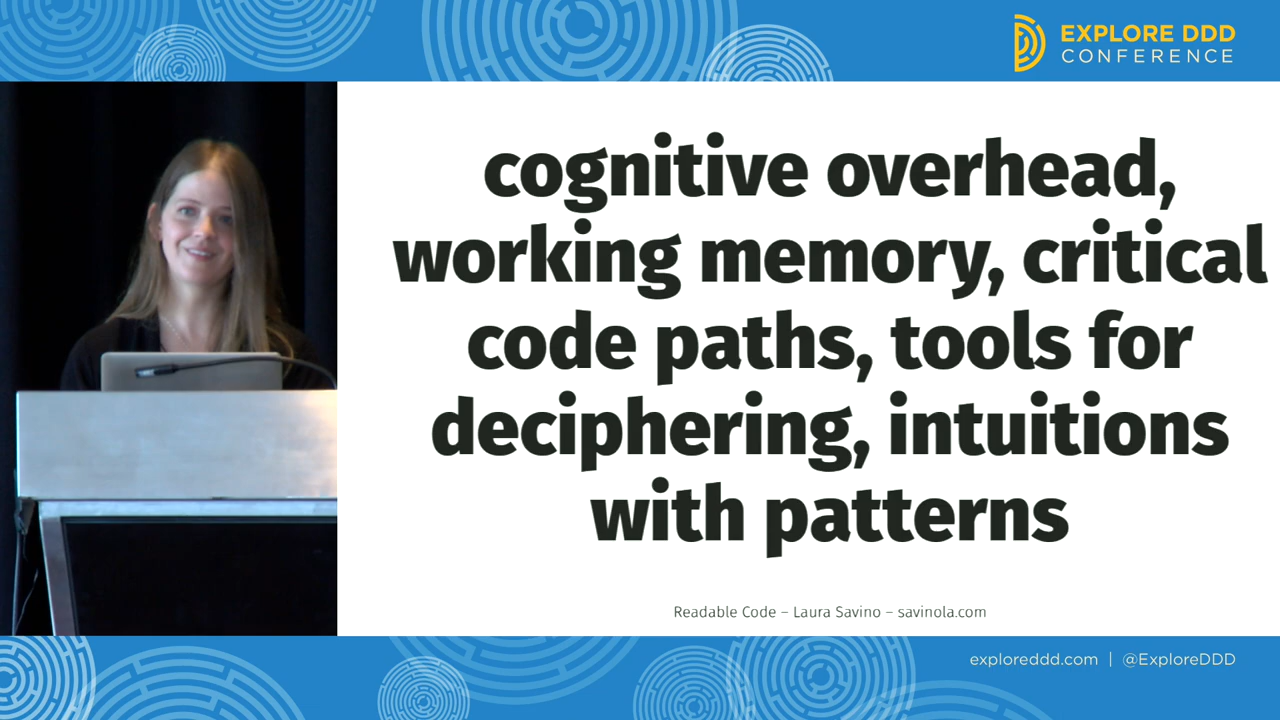 EXPLORE DDD
CONFERENCE
cognitive overhead,
working memory, critical
code paths, tools for
deciphering, intuitions
with patterns
Readable Code – Laura Savino – savinola.com
exploreddd.com | @ExploreDDD